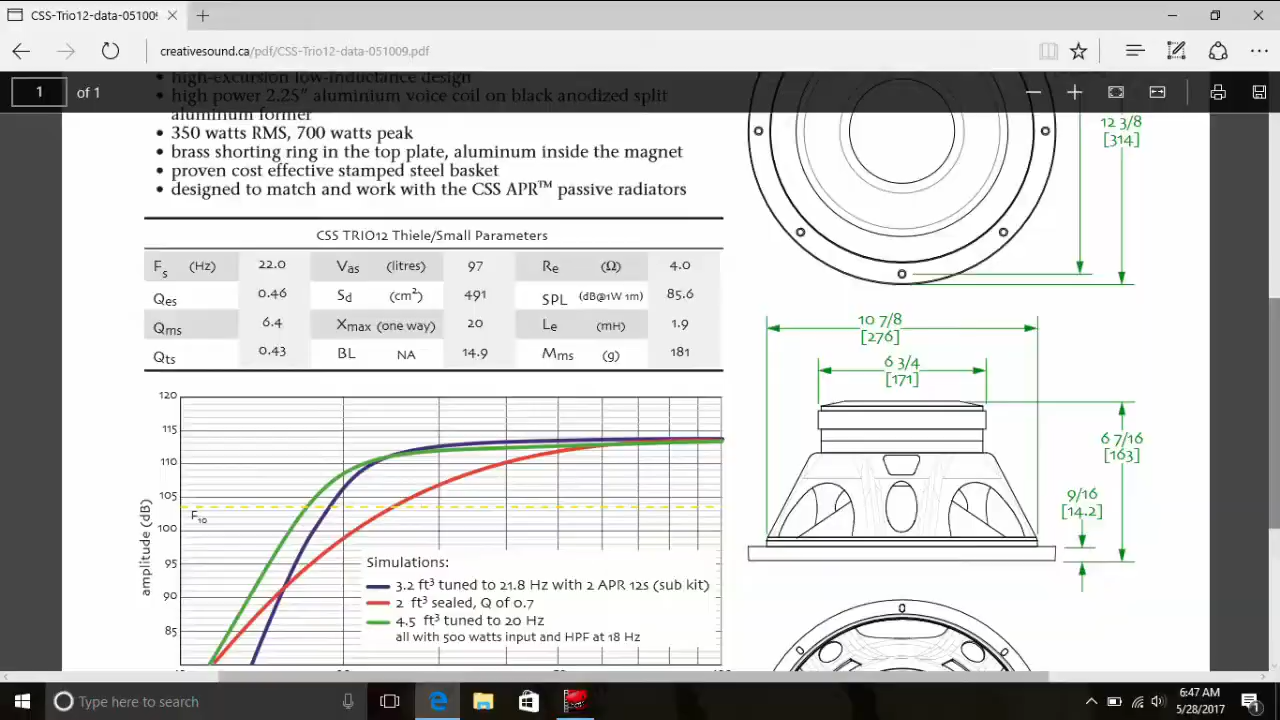 CSS-Trio12-data-05109
creativesound.ca/pdf/CSS-Trio12-data-051009.pdf
1 of 1
• high-excursion low-inductance design
• high power 2.25" aluminium voice coil on black anodized split
aluminum former
• 350 watts RMS, 700 watts peak
• brass shorting ring in the top plate, aluminum inside the magnet
• proven cost effective stamped steel basket
• designed to match and work with the CSS APR™ passive radiators
CSS TRIO12 Thiele/Small Parameters
Fs (Hz) 22.0 Vas (litres) 97 Re (Ω) 4.0
Qes 0.46 Sd (cm²) 491 SPL (dB@1W 1m) 85.6
Qms 6.4 Xmax (one way) 20 Le (mH) 1.9
Qts 0.43 BL NA 14.9 Mms (g) 181
120
115
110
105
100
95
90
85
amplitude (dB)
F10
Simulations:
3.2 ft³ tuned to 21.8 Hz with 2 APR 12s (sub kit)
2 ft³ sealed, Q of 0.7
4.5 ft³ tuned to 20 Hz
all with 500 watts input and HPF at 18 Hz
12 3/8
[314]
10 7/8
[276]
6 3/4
[171]
6 7/16
[163]
9/16
[14.2]
Type here to search
6:47 AM
5/28/2017
1